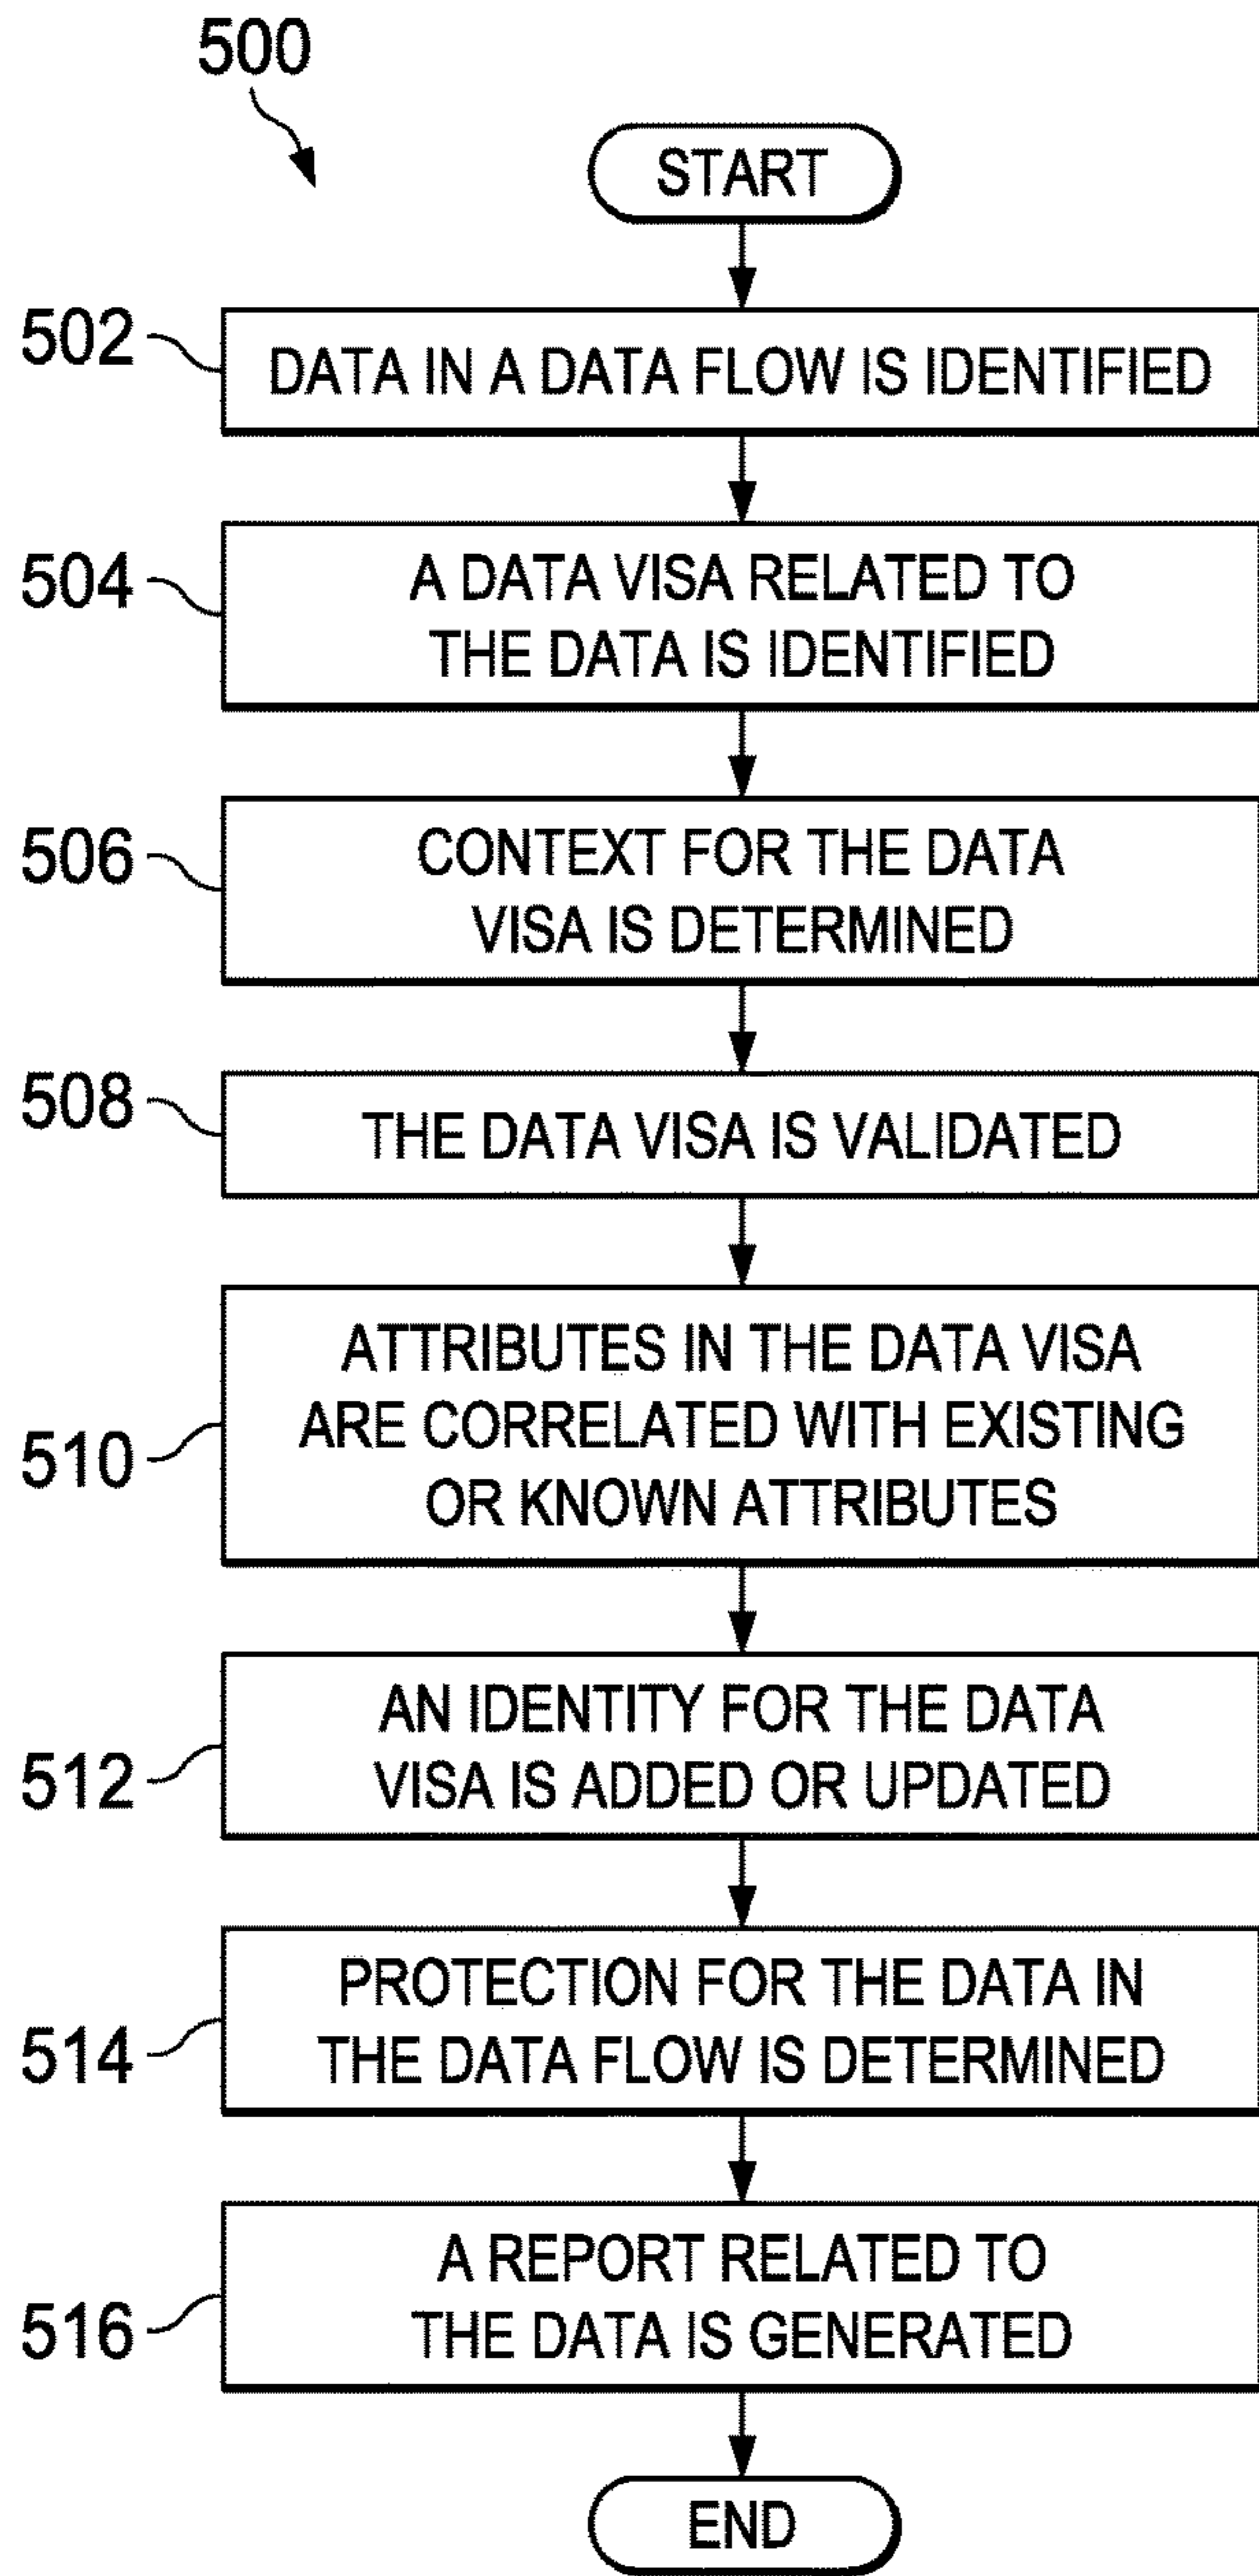 500
START
502
DATA IN A DATA FLOW IS IDENTIFIED
504
A DATA VISA RELATED TO
THE DATA IS IDENTIFIED
506
CONTEXT FOR THE DATA
VISA IS DETERMINED
508
THE DATA VISA IS VALIDATED
510
ATTRIBUTES IN THE DATA VISA
ARE CORRELATED WITH EXISTING
OR KNOWN ATTRIBUTES
512
AN IDENTITY FOR THE DATA
VISA IS ADDED OR UPDATED
514
PROTECTION FOR THE DATA IN
THE DATA FLOW IS DETERMINED
516
A REPORT RELATED TO
THE DATA IS GENERATED
END